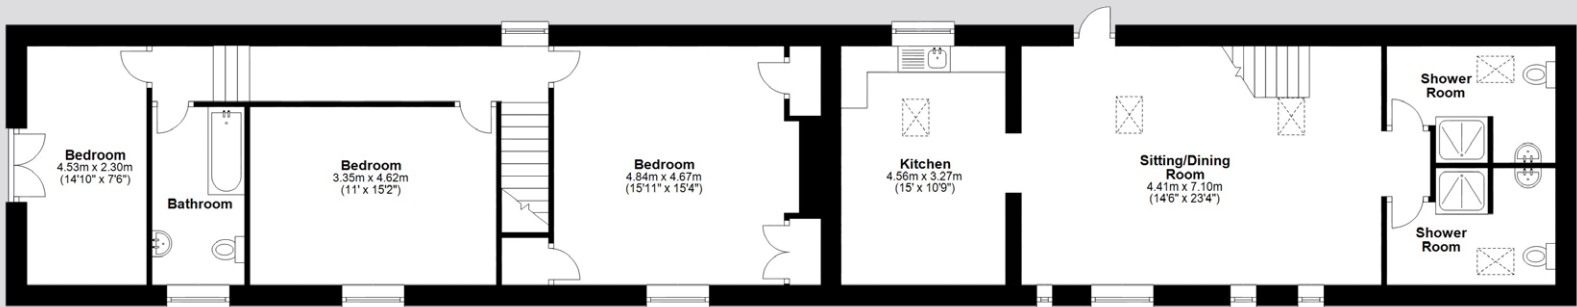 Bedroom
4.53m x 2.30m
(14'10" x 7'6")
Bathroom
Bedroom
3.35m x 4.62m
(11' x 15'2")
Bedroom
4.84m x 4.67m
(15'11" x 15'4")
Kitchen
4.56m x 3.27m
(15' x 10'9")
Sitting/Dining
Room
4.41m x 7.10m
(14'6" x 23'4")
Shower
Room
Shower
Room